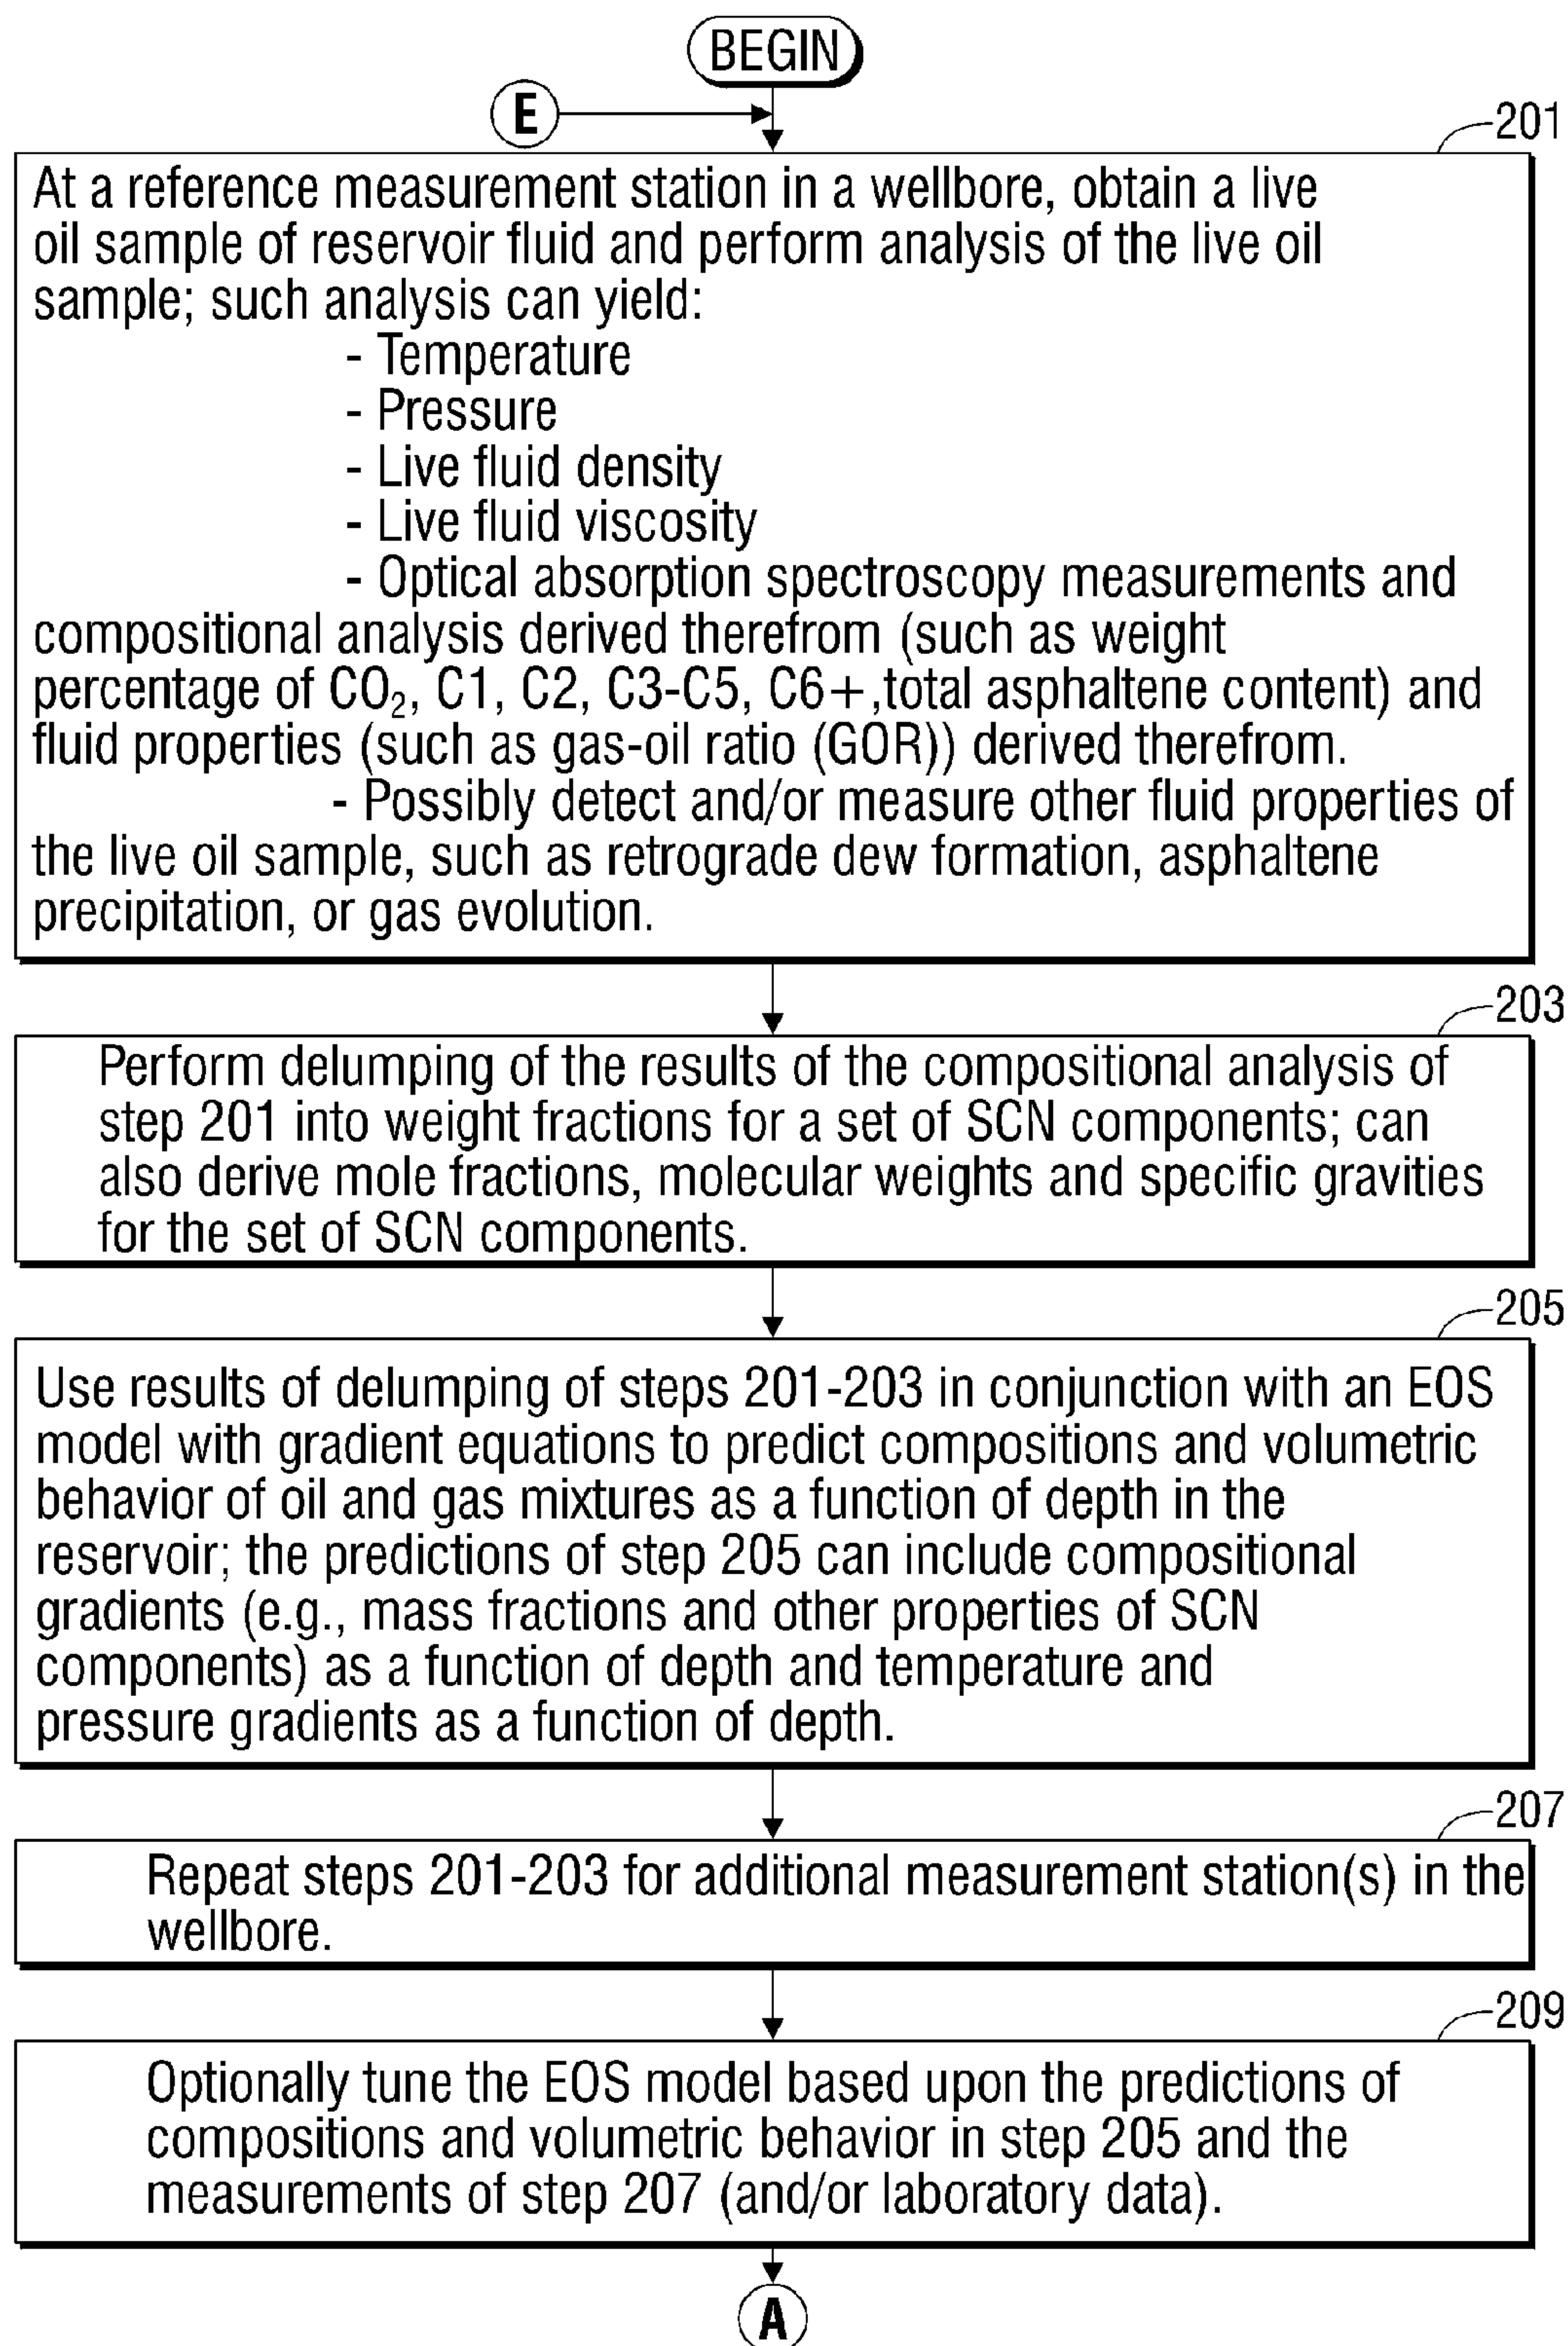 BEGIN
E
201
At a reference measurement station in a wellbore, obtain a live
oil sample of reservoir fluid and perform analysis of the live oil
sample; such analysis can yield:
- Temperature
- Pressure
- Live fluid density
- Live fluid viscosity
- Optical absorption spectroscopy measurements and
compositional analysis derived therefrom (such as weight
percentage of CO₂, C1, C2, C3-C5, C6+,total asphaltene content) and
fluid properties (such as gas-oil ratio (GOR)) derived therefrom.
- Possibly detect and/or measure other fluid properties of
the live oil sample, such as retrograde dew formation, asphaltene
precipitation, or gas evolution.
203
Perform delumping of the results of the compositional analysis of
step 201 into weight fractions for a set of SCN components; can
also derive mole fractions, molecular weights and specific gravities
for the set of SCN components.
205
Use results of delumping of steps 201-203 in conjunction with an EOS
model with gradient equations to predict compositions and volumetric
behavior of oil and gas mixtures as a function of depth in the
reservoir; the predictions of step 205 can include compositional
gradients (e.g., mass fractions and other properties of SCN
components) as a function of depth and temperature and
pressure gradients as a function of depth.
207
Repeat steps 201-203 for additional measurement station(s) in the
wellbore.
209
Optionally tune the EOS model based upon the predictions of
compositions and volumetric behavior in step 205 and the
measurements of step 207 (and/or laboratory data).
A